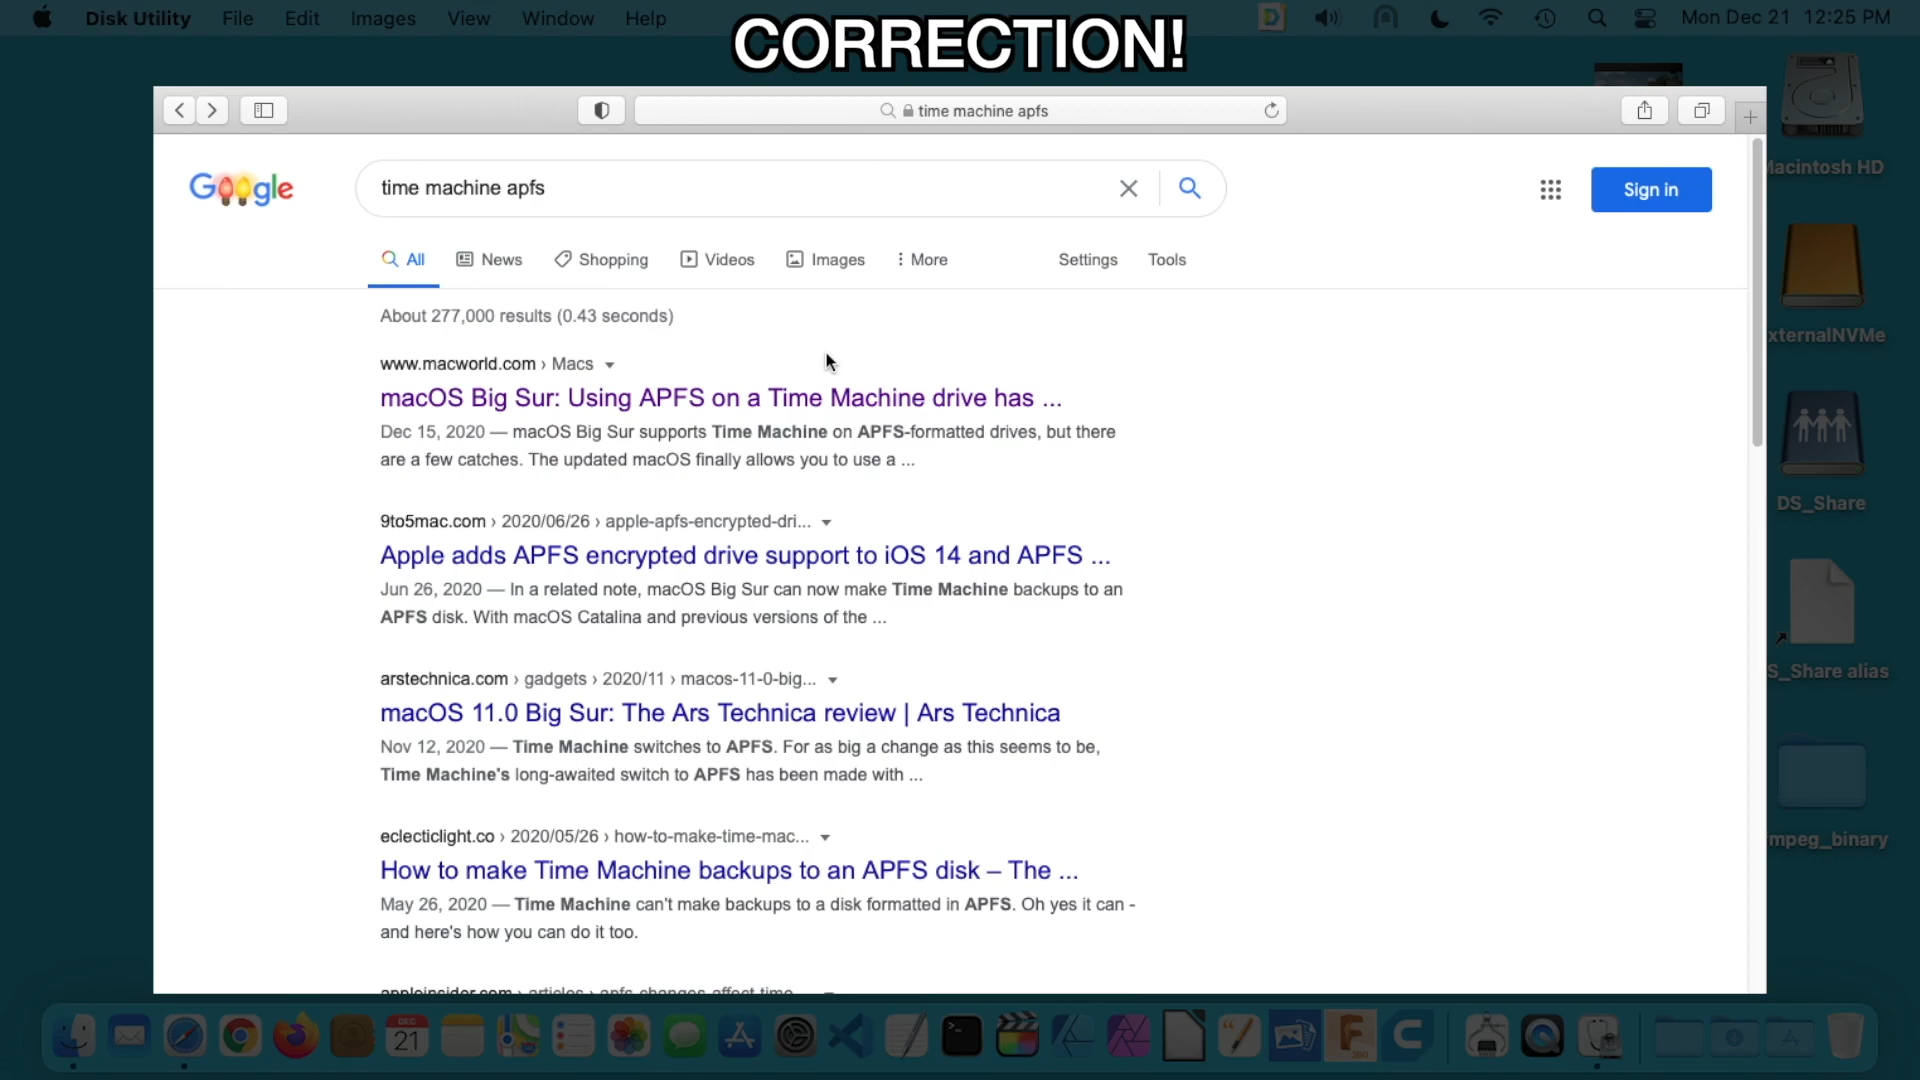 Disk Utility File Edit Images View Window Help Mon Dec 21 12:25 PM
CORRECTION!
time machine apfs
Google
time machine apfs
Sign in
All News Shopping Videos Images More Settings Tools
About 277,000 results (0.43 seconds)
www.macworld.com › Macs
macOS Big Sur: Using APFS on a Time Machine drive has ...
Dec 15, 2020 — macOS Big Sur supports Time Machine on APFS-formatted drives, but there
are a few catches. The updated macOS finally allows you to use a ...
9to5mac.com › 2020/06/26 › apple-apfs-encrypted-dri...
Apple adds APFS encrypted drive support to iOS 14 and APFS ...
Jun 26, 2020 — In a related note, macOS Big Sur can now make Time Machine backups to an
APFS disk. With macOS Catalina and previous versions of the ...
arstechnica.com › gadgets › 2020/11 › macos-11-0-big...
macOS 11.0 Big Sur: The Ars Technica review | Ars Technica
Nov 12, 2020 — Time Machine switches to APFS. For as big a change as this seems to be,
Time Machine's long-awaited switch to APFS has been made with ...
eclecticlight.co › 2020/05/26 › how-to-make-time-mac...
How to make Time Machine backups to an APFS disk – The ...
May 26, 2020 — Time Machine can't make backups to a disk formatted in APFS. Oh yes it can -
and here's how you can do it too.
appleinsider.com › articles › apfs-changes-affect-time...
Macintosh HD
xternalNVMe
DS_Share
S_Share alias
mpeg_binary
DEC
21
360